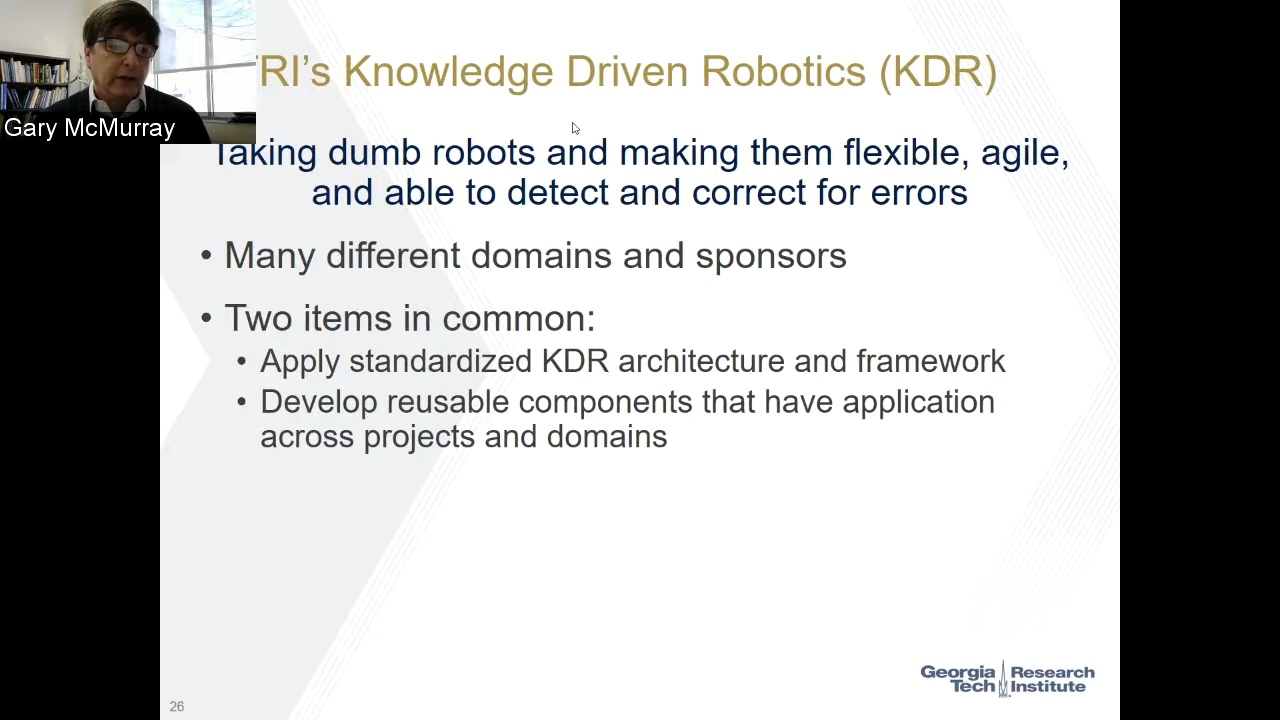 TRI's Knowledge Driven Robotics (KDR)
Gary McMurray
Taking dumb robots and making them flexible, agile,
and able to detect and correct for errors
• Many different domains and sponsors
• Two items in common:
• Apply standardized KDR architecture and framework
• Develop reusable components that have application
across projects and domains
Georgia Research
Tech Institute
26